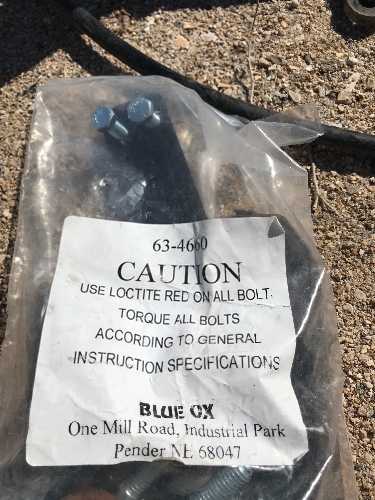 63-4660
CAUTION
USE LOCTITE RED ON ALL BOLT.
TORQUE ALL BOLTS
ACCORDING TO GENERAL
INSTRUCTION SPECIFICATIONS
BLUE OX
One Mill Road, Industrial Park
Pender NE 68047